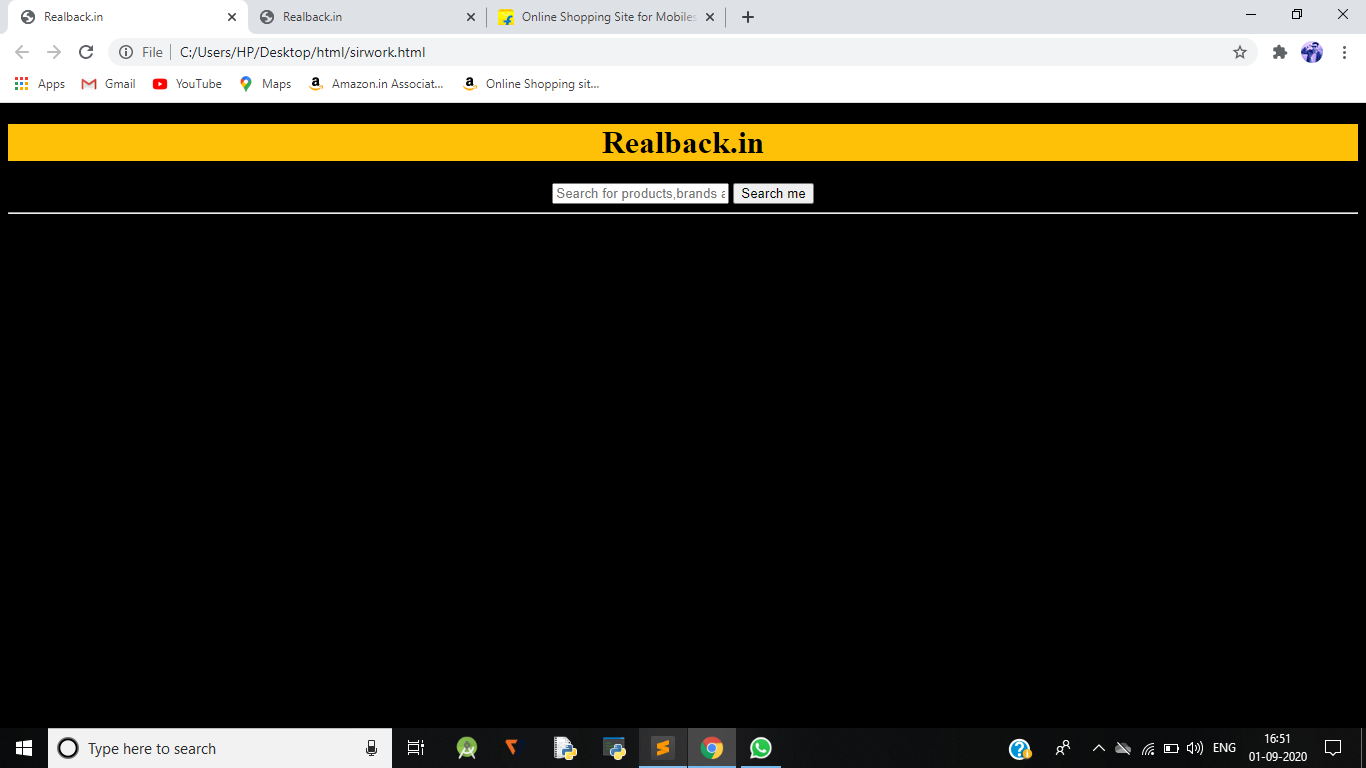 Realback.in
Realback.in
Online Shopping Site for Mobiles
File
C:/Users/HP/Desktop/html/sirwork.html
Apps
Gmail
YouTube
Maps
Amazon.in Associat...
Online Shopping sit...
Realback.in
Search for products,brands a
Search me
Type here to search
ENG
16:51
01-09-2020